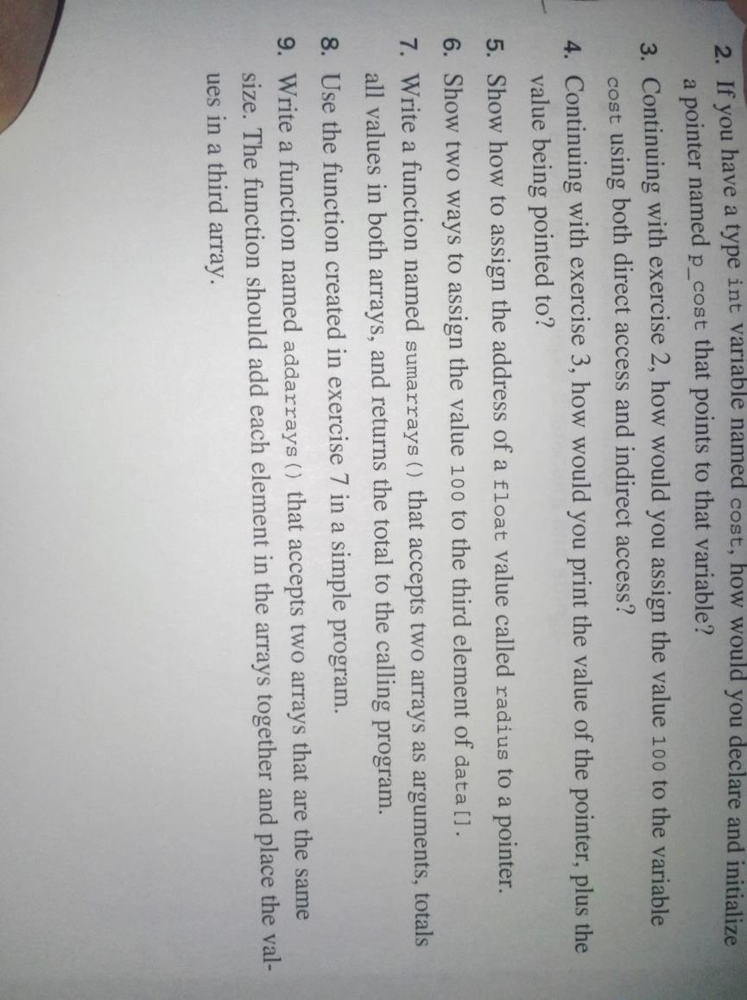 2. If you have a type int variable named cost, how would you declare and initialize
a pointer named p_cost that points to that variable?
3. Continuing with exercise 2, how would you assign the value 100 to the variable
cost using both direct access and indirect access?
4. Continuing with exercise 3, how would you print the value of the pointer, plus the
value being pointed to?
5. Show how to assign the address of a float value called radius to a pointer.
6. Show two ways to assign the value 100 to the third element of data[].
7. Write a function named sumarrays() that accepts two arrays as arguments, totals
all values in both arrays, and returns the total to the calling program.
8. Use the function created in exercise 7 in a simple program.
9. Write a function named addarrays() that accepts two arrays that are the same
size. The function should add each element in the arrays together and place the val-
ues in a third array.